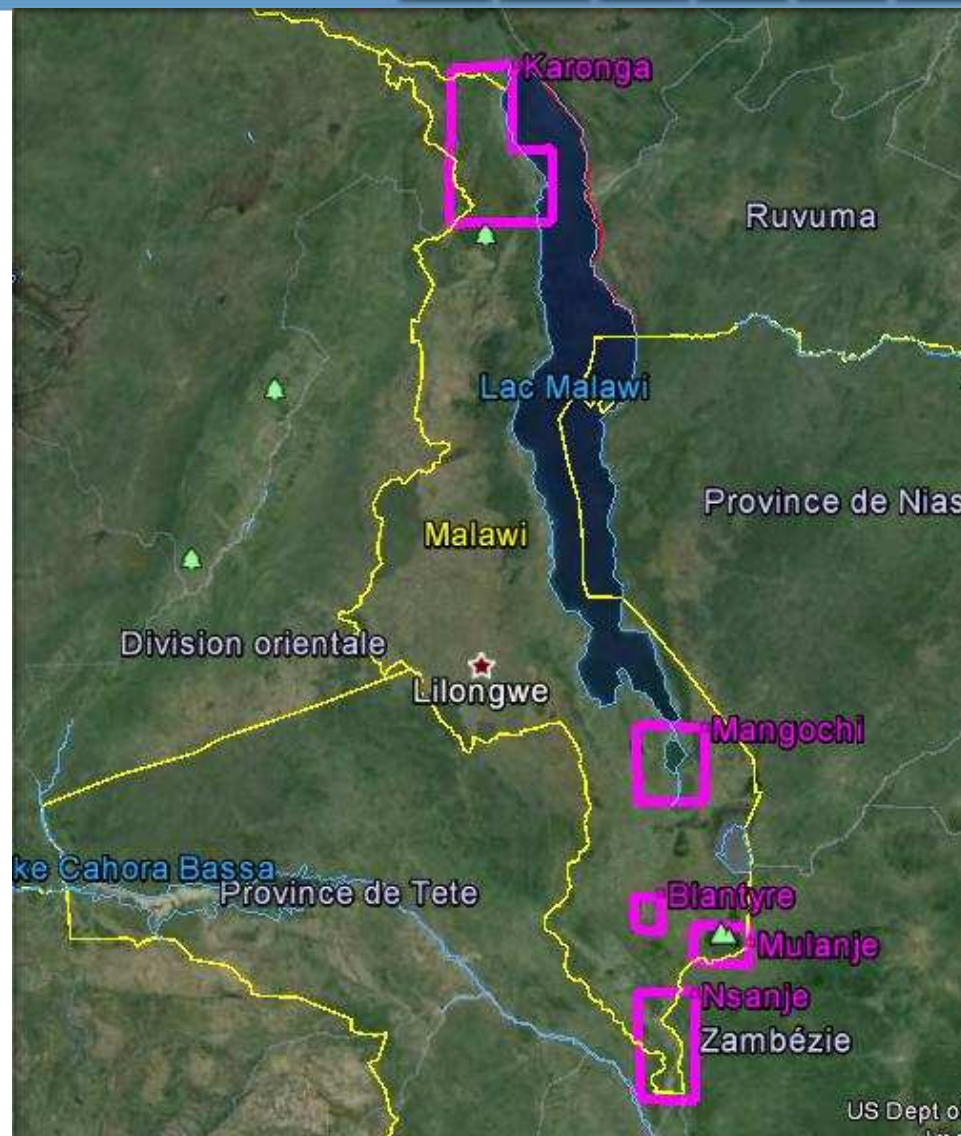 Karonga
Ruvuma
Lac Malawi
Province de Nias
Malawi
Division orientale
Lilongwe
Mangochi
ke Cahora Bassa
Province de Tete
Blantyre
Mulanje
Nsanje
Zambézie
US Dept o